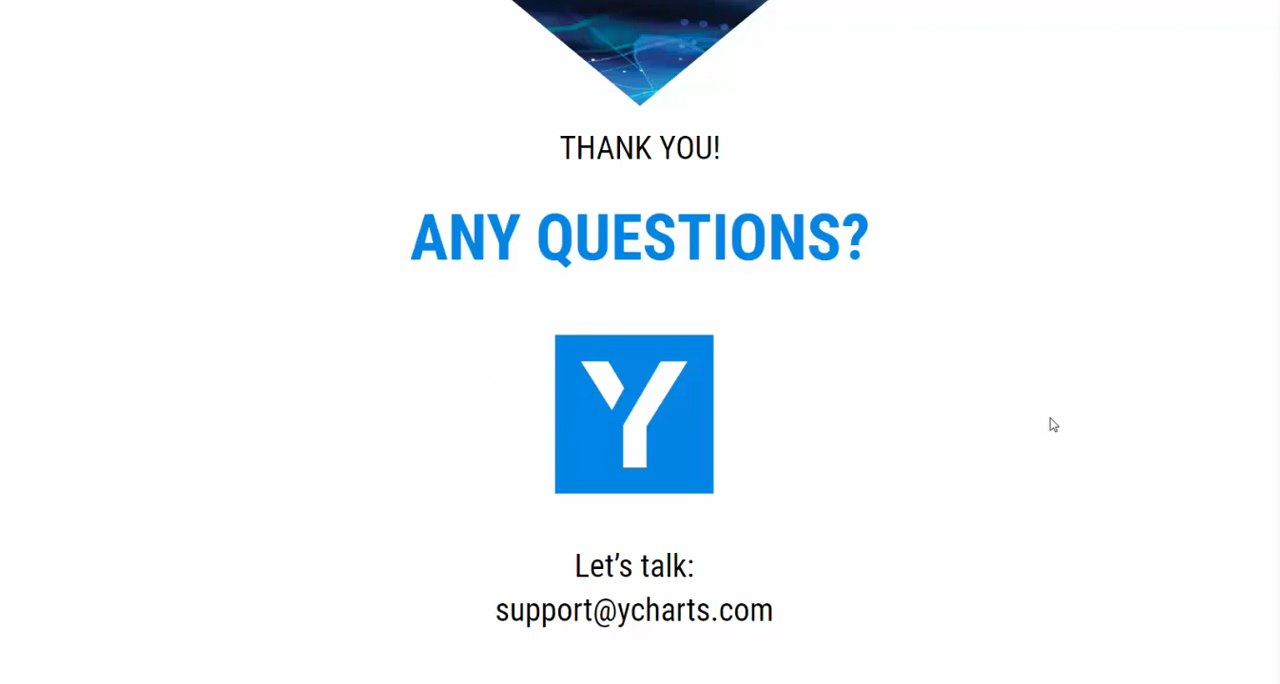 THANK YOU!
ANY QUESTIONS?
Y
Let’s talk:
support@ycharts.com